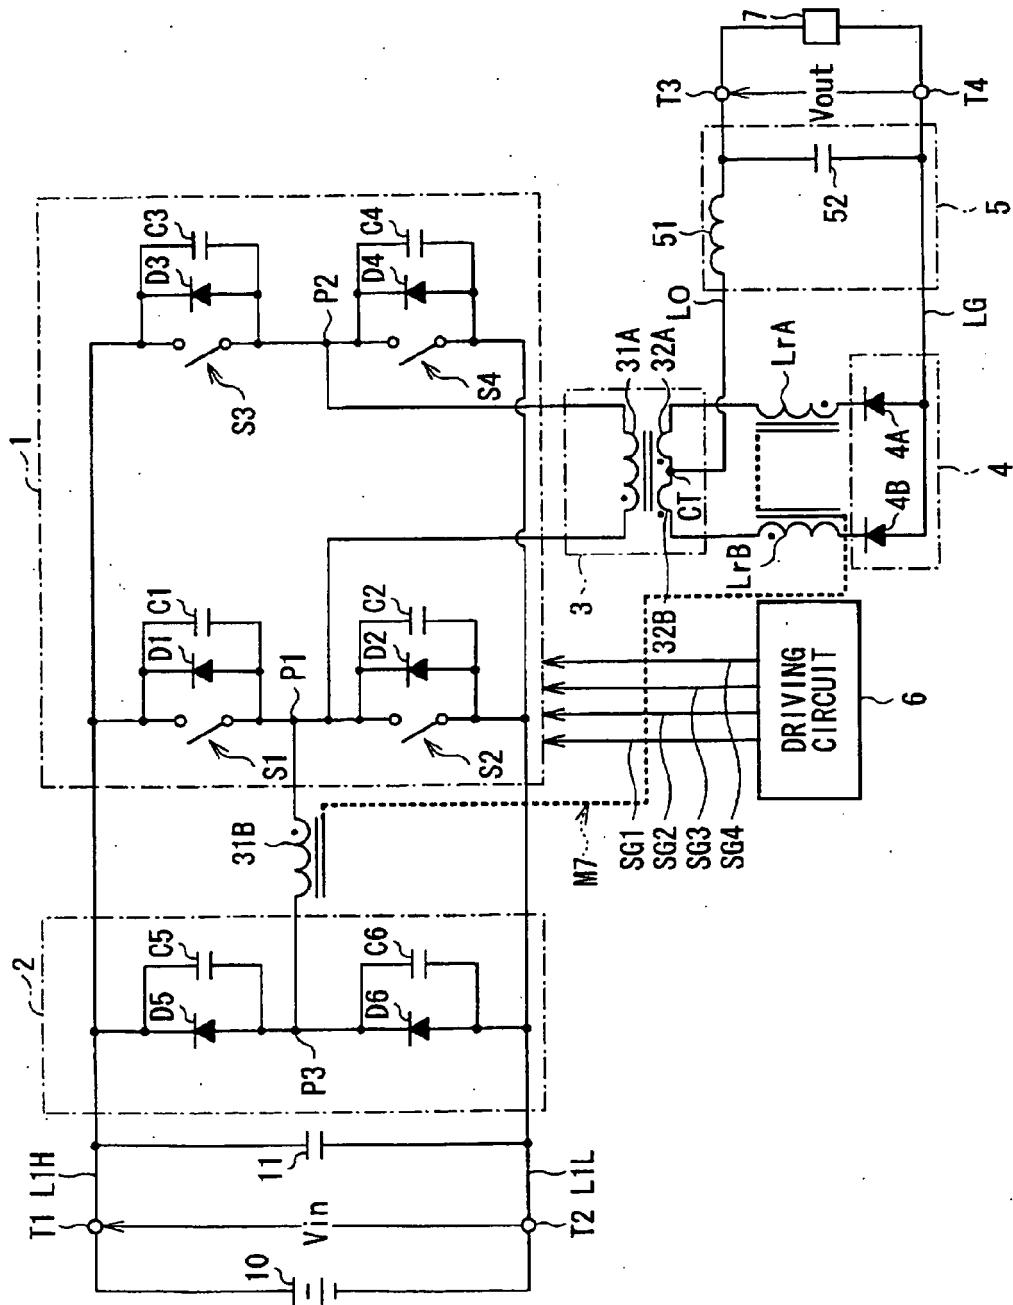 1
2
C3
D3
S3
P2
C4
D4
S4
C1
D1
S1
P1
C2
D2
S2
31B
C5
D5
P3
C6
D6
T1
L1H
11
Vin
10
T2
L1L
3
31A
32A
CT
32B
LO
51
52
5
T3
7
Vout
T4
LG
LrA
LrB
4A
4B
4
M7
SG1
SG2
SG3
SG4
DRIVING
CIRCUIT
6